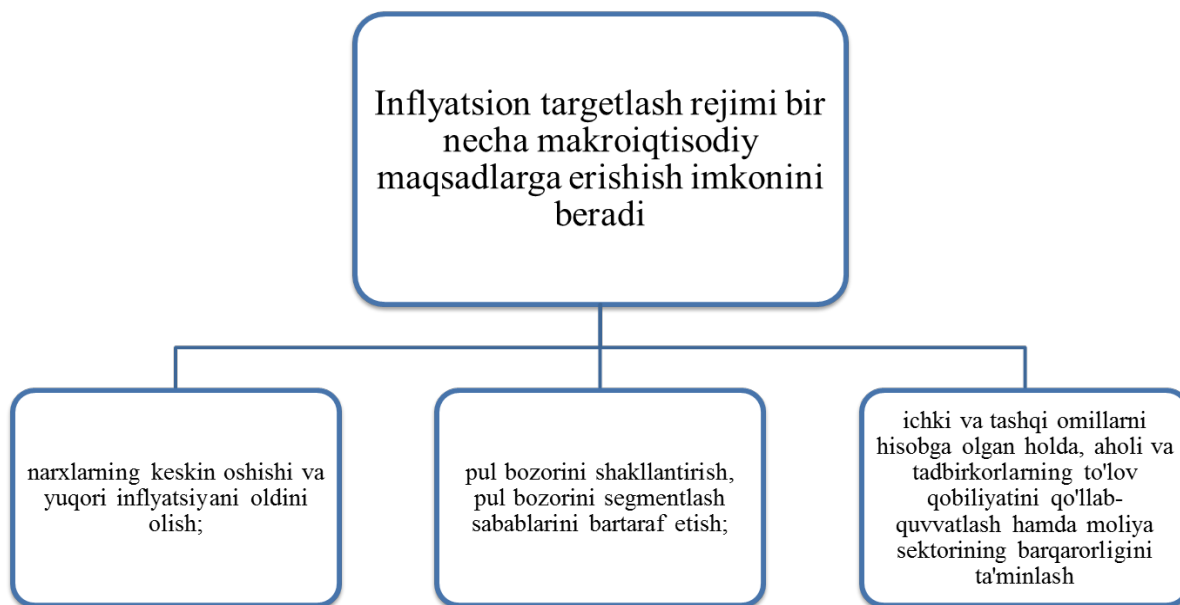 Inflyatsion targetlash rejimi bir
necha makroiqtisodiy
maqsadlarga erishish imkonini
beradi
narxlarning keskin oshishi va
yuqori inflyatsiyani oldini
olish;
pul bozorini shakllantirish,
pul bozorini segmentlash
sabablarini bartaraf etish;
ichki va tashqi omillarni
hisobga olgan holda, aholi va
tadbirkorlarning to'lov
qobiliyatini qo'llab-
quvvatlash hamda moliya
sektorining barqarorligini
ta'minlash